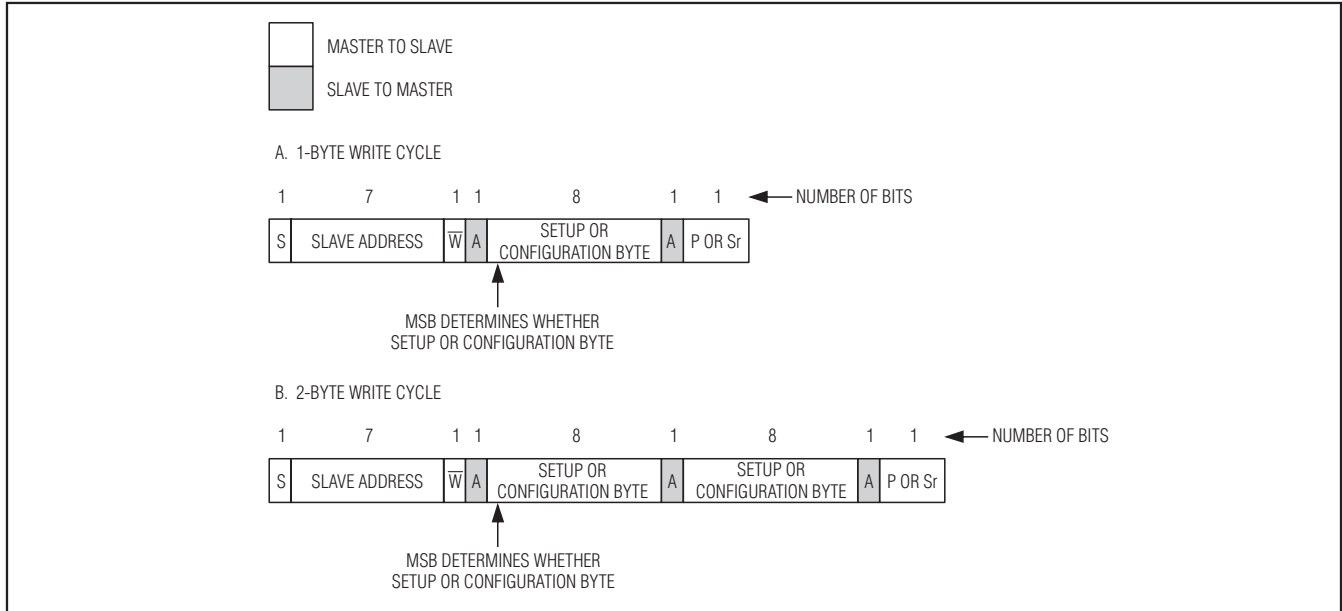 MASTER TO SLAVE
SLAVE TO MASTER
A. 1-BYTE WRITE CYCLE
1 7 1 1 8 1 1 NUMBER OF BITS
S SLAVE ADDRESS W̅ A SETUP OR CONFIGURATION BYTE A P OR Sr
MSB DETERMINES WHETHER
SETUP OR CONFIGURATION BYTE
B. 2-BYTE WRITE CYCLE
1 7 1 1 8 1 8 1 1 NUMBER OF BITS
S SLAVE ADDRESS W̅ A SETUP OR CONFIGURATION BYTE A SETUP OR CONFIGURATION BYTE A P OR Sr
MSB DETERMINES WHETHER
SETUP OR CONFIGURATION BYTE